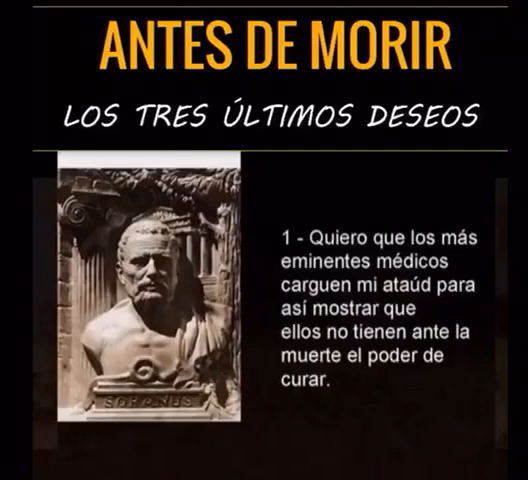 ANTES DE MORIR
LOS TRES ÚLTIMOS DESEOS
1 - Quiero que los más
eminentes médicos
carguen mi ataúd para
así mostrar que
ellos no tienen ante la
muerte el poder de
curar.
SORANUS